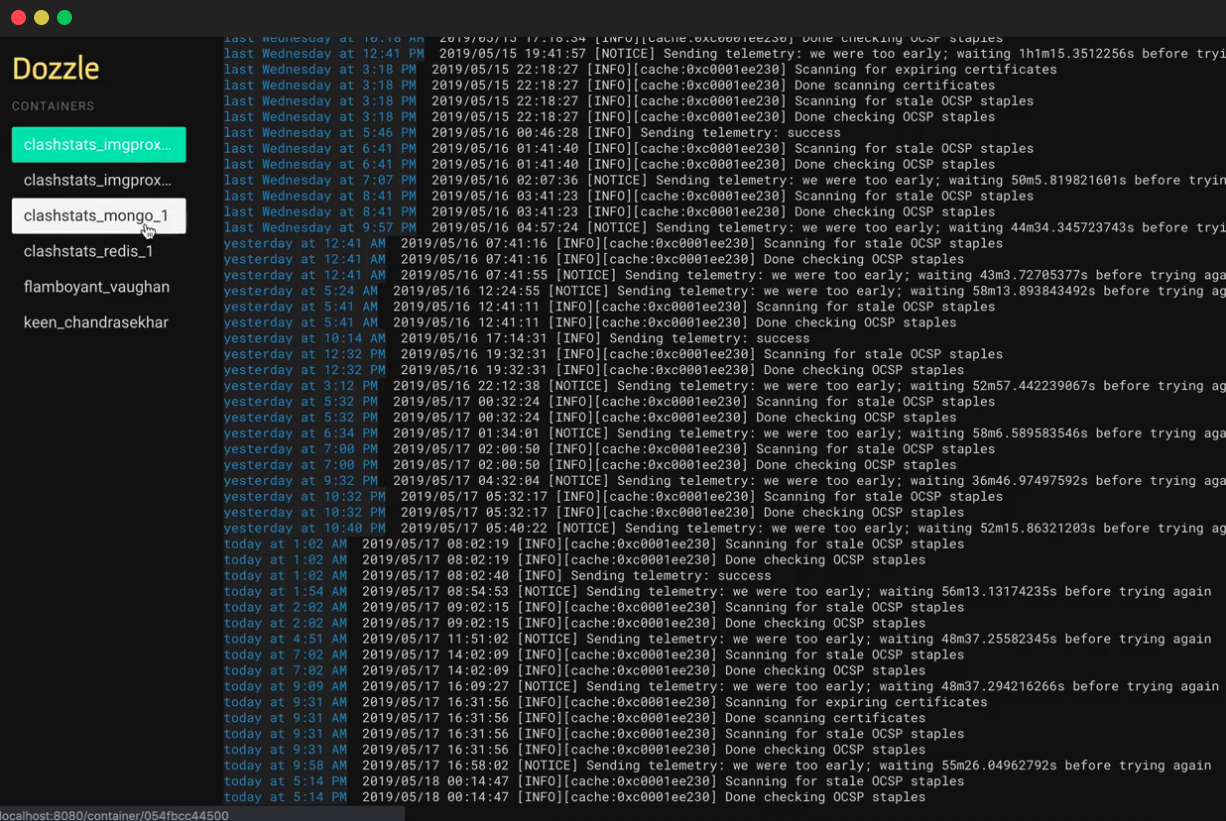 Dozzle
CONTAINERS
clashstats_imgprox...
clashstats_imgprox...
clashstats_mongo_1
clashstats_redis_1
flamboyant_vaughan
keen_chandrasekhar
last Wednesday at 10:18 AM 2019/05/15 17:18:34 [INFO][cache:0xc0001ee230] Done checking OCSP staples
last Wednesday at 12:41 PM 2019/05/15 19:41:57 [NOTICE] Sending telemetry: we were too early; waiting 1h1m15.3512256s before tryi
last Wednesday at 3:18 PM 2019/05/15 22:18:27 [INFO][cache:0xc0001ee230] Scanning for expiring certificates
last Wednesday at 3:18 PM 2019/05/15 22:18:27 [INFO][cache:0xc0001ee230] Done scanning certificates
last Wednesday at 3:18 PM 2019/05/15 22:18:27 [INFO][cache:0xc0001ee230] Scanning for stale OCSP staples
last Wednesday at 3:18 PM 2019/05/15 22:18:27 [INFO][cache:0xc0001ee230] Done checking OCSP staples
last Wednesday at 5:46 PM 2019/05/16 00:46:28 [INFO] Sending telemetry: success
last Wednesday at 6:41 PM 2019/05/16 01:41:40 [INFO][cache:0xc0001ee230] Scanning for stale OCSP staples
last Wednesday at 6:41 PM 2019/05/16 01:41:40 [INFO][cache:0xc0001ee230] Done checking OCSP staples
last Wednesday at 7:07 PM 2019/05/16 02:07:36 [NOTICE] Sending telemetry: we were too early; waiting 50m5.819821601s before tryin
last Wednesday at 8:41 PM 2019/05/16 03:41:23 [INFO][cache:0xc0001ee230] Scanning for stale OCSP staples
last Wednesday at 8:41 PM 2019/05/16 03:41:23 [INFO][cache:0xc0001ee230] Done checking OCSP staples
last Wednesday at 9:57 PM 2019/05/16 04:57:24 [NOTICE] Sending telemetry: we were too early; waiting 44m34.345723743s before tryi
yesterday at 12:41 AM 2019/05/16 07:41:16 [INFO][cache:0xc0001ee230] Scanning for stale OCSP staples
yesterday at 12:41 AM 2019/05/16 07:41:16 [INFO][cache:0xc0001ee230] Done checking OCSP staples
yesterday at 12:41 AM 2019/05/16 07:41:55 [NOTICE] Sending telemetry: we were too early; waiting 43m3.72705377s before trying aga
yesterday at 5:24 AM 2019/05/16 12:24:55 [NOTICE] Sending telemetry: we were too early; waiting 58m13.893843492s before trying ag
yesterday at 5:41 AM 2019/05/16 12:41:11 [INFO][cache:0xc0001ee230] Scanning for stale OCSP staples
yesterday at 5:41 AM 2019/05/16 12:41:11 [INFO][cache:0xc0001ee230] Done checking OCSP staples
yesterday at 10:14 AM 2019/05/16 17:14:31 [INFO] Sending telemetry: success
yesterday at 12:32 PM 2019/05/16 19:32:31 [INFO][cache:0xc0001ee230] Scanning for stale OCSP staples
yesterday at 12:32 PM 2019/05/16 19:32:31 [INFO][cache:0xc0001ee230] Done checking OCSP staples
yesterday at 3:12 PM 2019/05/16 22:12:38 [NOTICE] Sending telemetry: we were too early; waiting 52m57.442239067s before trying ag
yesterday at 5:32 PM 2019/05/17 00:32:24 [INFO][cache:0xc0001ee230] Scanning for stale OCSP staples
yesterday at 5:32 PM 2019/05/17 00:32:24 [INFO][cache:0xc0001ee230] Done checking OCSP staples
yesterday at 6:34 PM 2019/05/17 01:34:01 [NOTICE] Sending telemetry: we were too early; waiting 58m6.589583546s before trying aga
yesterday at 7:00 PM 2019/05/17 02:00:50 [INFO][cache:0xc0001ee230] Scanning for stale OCSP staples
yesterday at 7:00 PM 2019/05/17 02:00:50 [INFO][cache:0xc0001ee230] Done checking OCSP staples
yesterday at 9:32 PM 2019/05/17 04:32:04 [NOTICE] Sending telemetry: we were too early; waiting 36m46.97497592s before trying aga
yesterday at 10:32 PM 2019/05/17 05:32:17 [INFO][cache:0xc0001ee230] Scanning for stale OCSP staples
yesterday at 10:32 PM 2019/05/17 05:32:17 [INFO][cache:0xc0001ee230] Done checking OCSP staples
yesterday at 10:40 PM 2019/05/17 05:40:22 [NOTICE] Sending telemetry: we were too early; waiting 52m15.86321203s before trying ag
today at 1:02 AM 2019/05/17 08:02:19 [INFO][cache:0xc0001ee230] Scanning for stale OCSP staples
today at 1:02 AM 2019/05/17 08:02:19 [INFO][cache:0xc0001ee230] Done checking OCSP staples
today at 1:02 AM 2019/05/17 08:02:40 [INFO] Sending telemetry: success
today at 1:54 AM 2019/05/17 08:54:53 [NOTICE] Sending telemetry: we were too early; waiting 56m13.13174235s before trying again
today at 2:02 AM 2019/05/17 09:02:15 [INFO][cache:0xc0001ee230] Scanning for stale OCSP staples
today at 2:02 AM 2019/05/17 09:02:15 [INFO][cache:0xc0001ee230] Done checking OCSP staples
today at 4:51 AM 2019/05/17 11:51:02 [NOTICE] Sending telemetry: we were too early; waiting 48m37.25582345s before trying again
today at 7:02 AM 2019/05/17 14:02:09 [INFO][cache:0xc0001ee230] Scanning for stale OCSP staples
today at 7:02 AM 2019/05/17 14:02:09 [INFO][cache:0xc0001ee230] Done checking OCSP staples
today at 9:09 AM 2019/05/17 16:09:27 [NOTICE] Sending telemetry: we were too early; waiting 48m37.294216266s before trying again
today at 9:31 AM 2019/05/17 16:31:56 [INFO][cache:0xc0001ee230] Scanning for expiring certificates
today at 9:31 AM 2019/05/17 16:31:56 [INFO][cache:0xc0001ee230] Done scanning certificates
today at 9:31 AM 2019/05/17 16:31:56 [INFO][cache:0xc0001ee230] Scanning for stale OCSP staples
today at 9:31 AM 2019/05/17 16:31:56 [INFO][cache:0xc0001ee230] Done checking OCSP staples
today at 9:58 AM 2019/05/17 16:58:02 [NOTICE] Sending telemetry: we were too early; waiting 55m26.04962792s before trying again
today at 5:14 PM 2019/05/18 00:14:47 [INFO][cache:0xc0001ee230] Scanning for stale OCSP staples
today at 5:14 PM 2019/05/18 00:14:47 [INFO][cache:0xc0001ee230] Done checking OCSP staples
localhost:8080/container/054fbcc44500